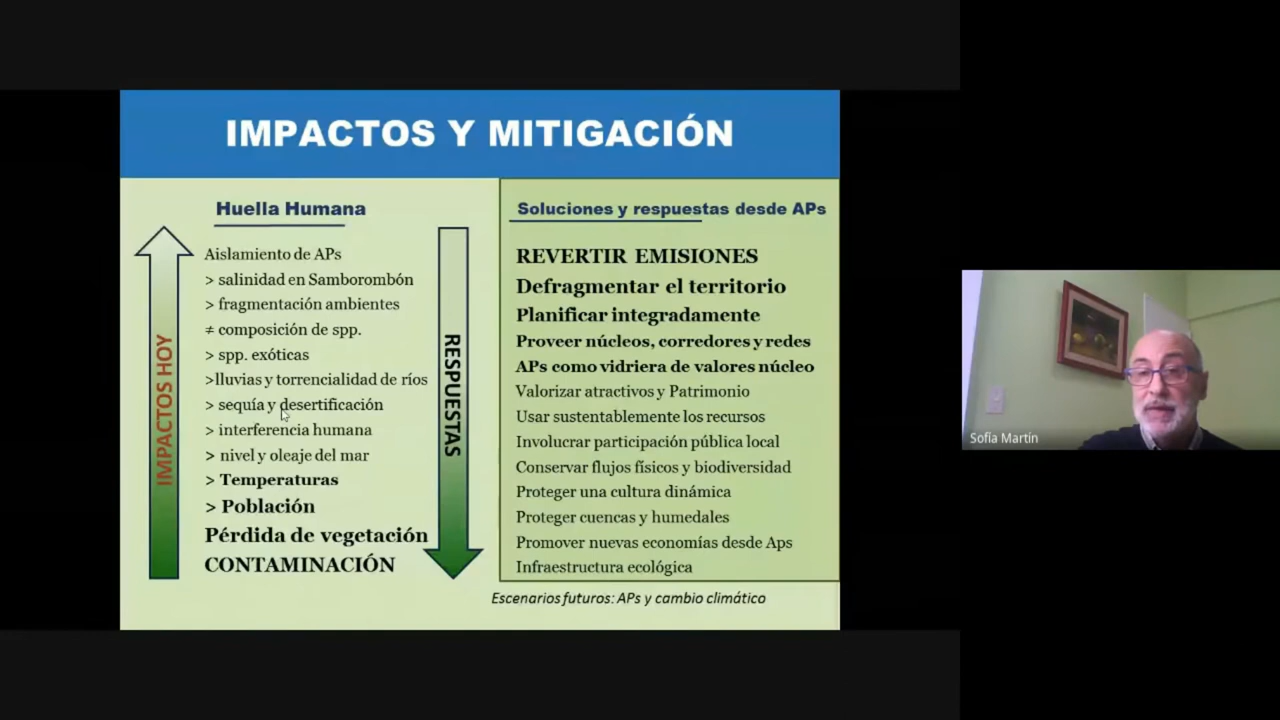 IMPACTOS Y MITIGACIÓN
Huella Humana
IMPACTOS HOY
Aislamiento de APs
> salinidad en Samborombón
> fragmentación ambientes
≠ composición de spp.
> spp. exóticas
>lluvias y torrencialidad de ríos
> sequía y desertificación
> interferencia humana
> nivel y oleaje del mar
> Temperaturas
> Población
Pérdida de vegetación
CONTAMINACIÓN
RESPUESTAS
Soluciones y respuestas desde APs
REVERTIR EMISIONES
Defragmentar el territorio
Planificar integradamente
Proveer núcleos, corredores y redes
APs como vidriera de valores núcleo
Valorizar atractivos y Patrimonio
Usar sustentablemente los recursos
Involucrar participación pública local
Conservar flujos físicos y biodiversidad
Proteger una cultura dinámica
Proteger cuencas y humedales
Promover nuevas economías desde Aps
Infraestructura ecológica
Escenarios futuros: APs y cambio climático
Sofía Martín